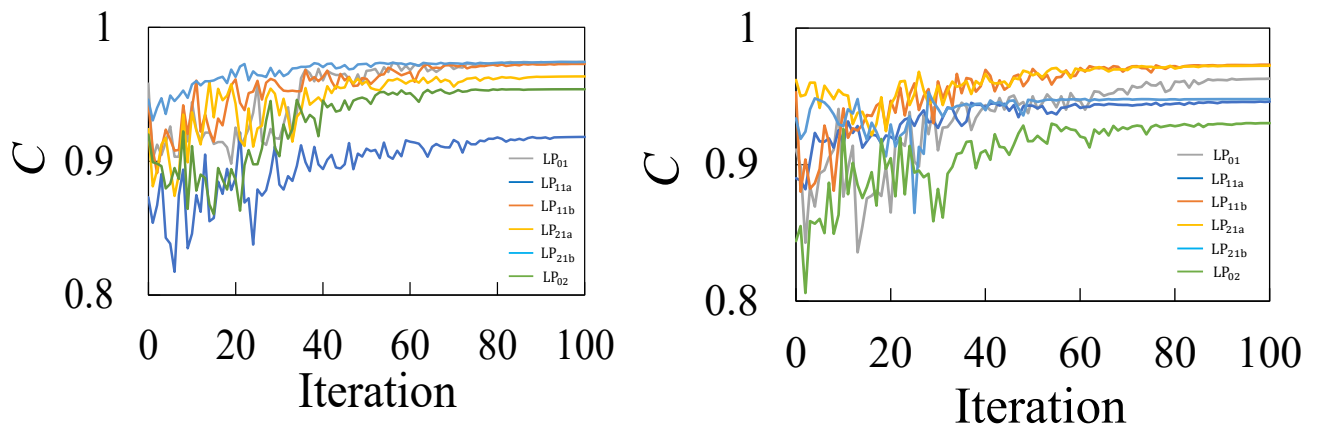 1
0.9
0.8
C
0 20 40 60 80 100
Iteration
LP01
LP11a
LP11b
LP21a
LP21b
LP02
1
0.9
0.8
C
0 20 40 60 80 100
Iteration
LP01
LP11a
LP11b
LP21a
LP21b
LP02